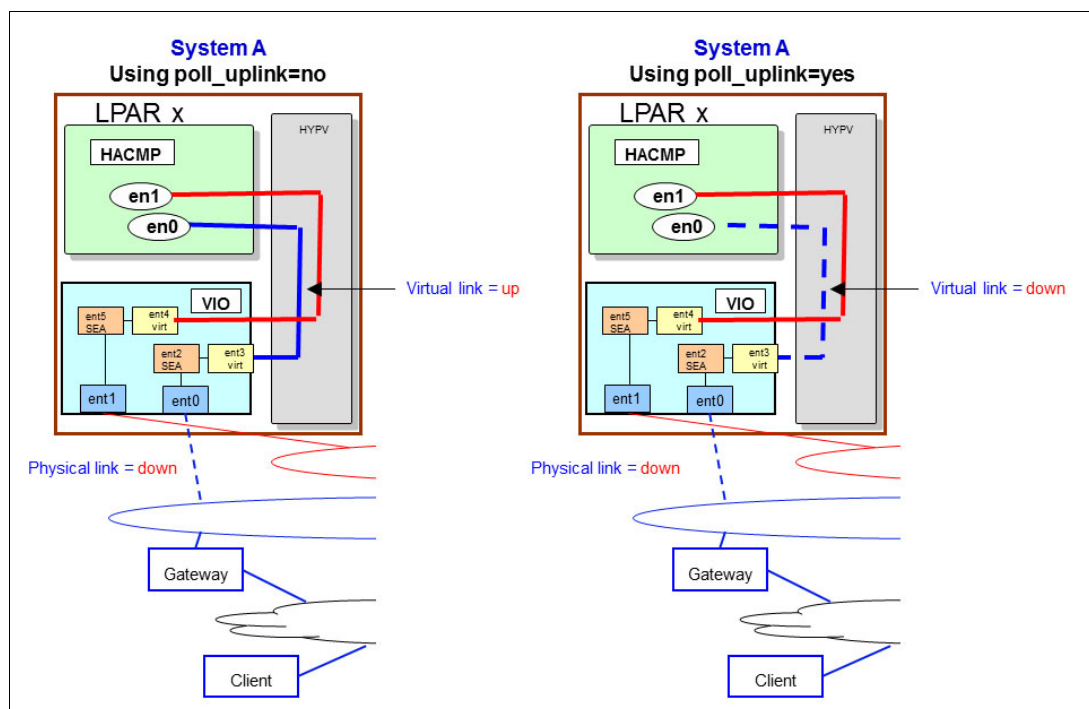 System A
Using poll_uplink=no
LPAR x
HYPV
HACMP
en1
en0
Virtual link = up
VIO
ent5
SEA
ent4
virt
ent2
SEA
ent3
virt
ent1
ent0
Physical link = down
Gateway
Client
System A
Using poll_uplink=yes
LPAR x
HYPV
HACMP
en1
en0
Virtual link = down
VIO
ent5
SEA
ent4
virt
ent2
SEA
ent3
virt
ent1
ent0
Physical link = down
Gateway
Client